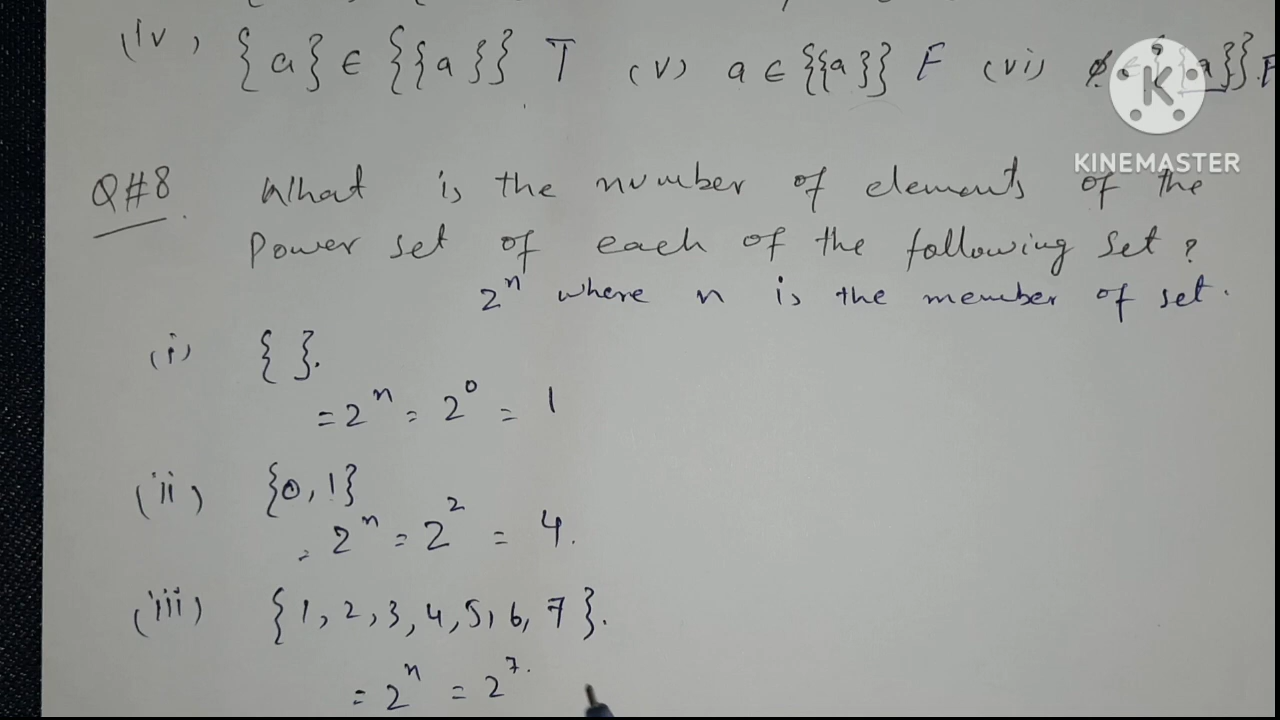 (iv) {a} ∈ {{a}} T (v) a ∈ {{a}} F (vi)
KINEMASTER
Q#8 What is the number of elements of the
Power set of each of the following Set?
2ⁿ where n is the member of set.
(i) { }.
= 2ⁿ = 2⁰ = 1
(ii) {0, 1}
= 2ⁿ = 2² = 4.
(iii) {1, 2, 3, 4, 5, 6, 7}.
= 2ⁿ = 2⁷.